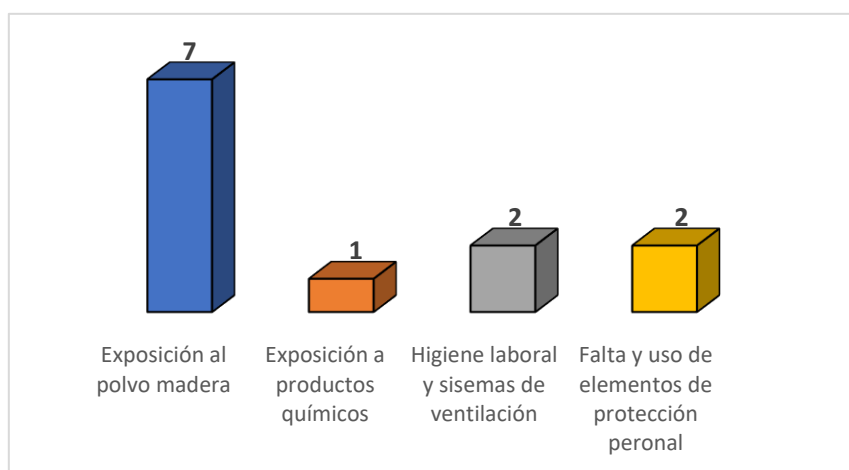 7
1
2
2
Exposición al
polvo madera
Exposición a
productos
químicos
Higiene laboral
y sisemas de
ventilación
Falta y uso de
elementos de
protección
peronal